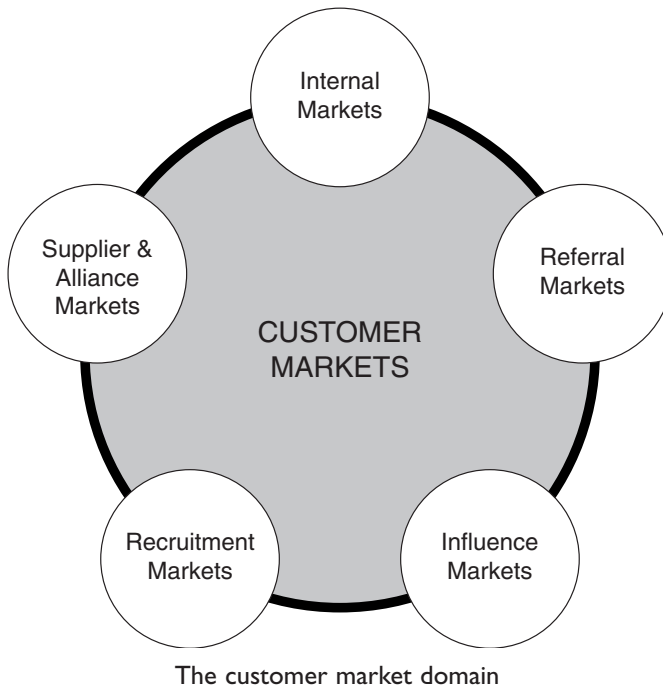 Internal
Markets
Supplier &
Alliance
Markets
Referral
Markets
CUSTOMER
MARKETS
Recruitment
Markets
Influence
Markets
The customer market domain